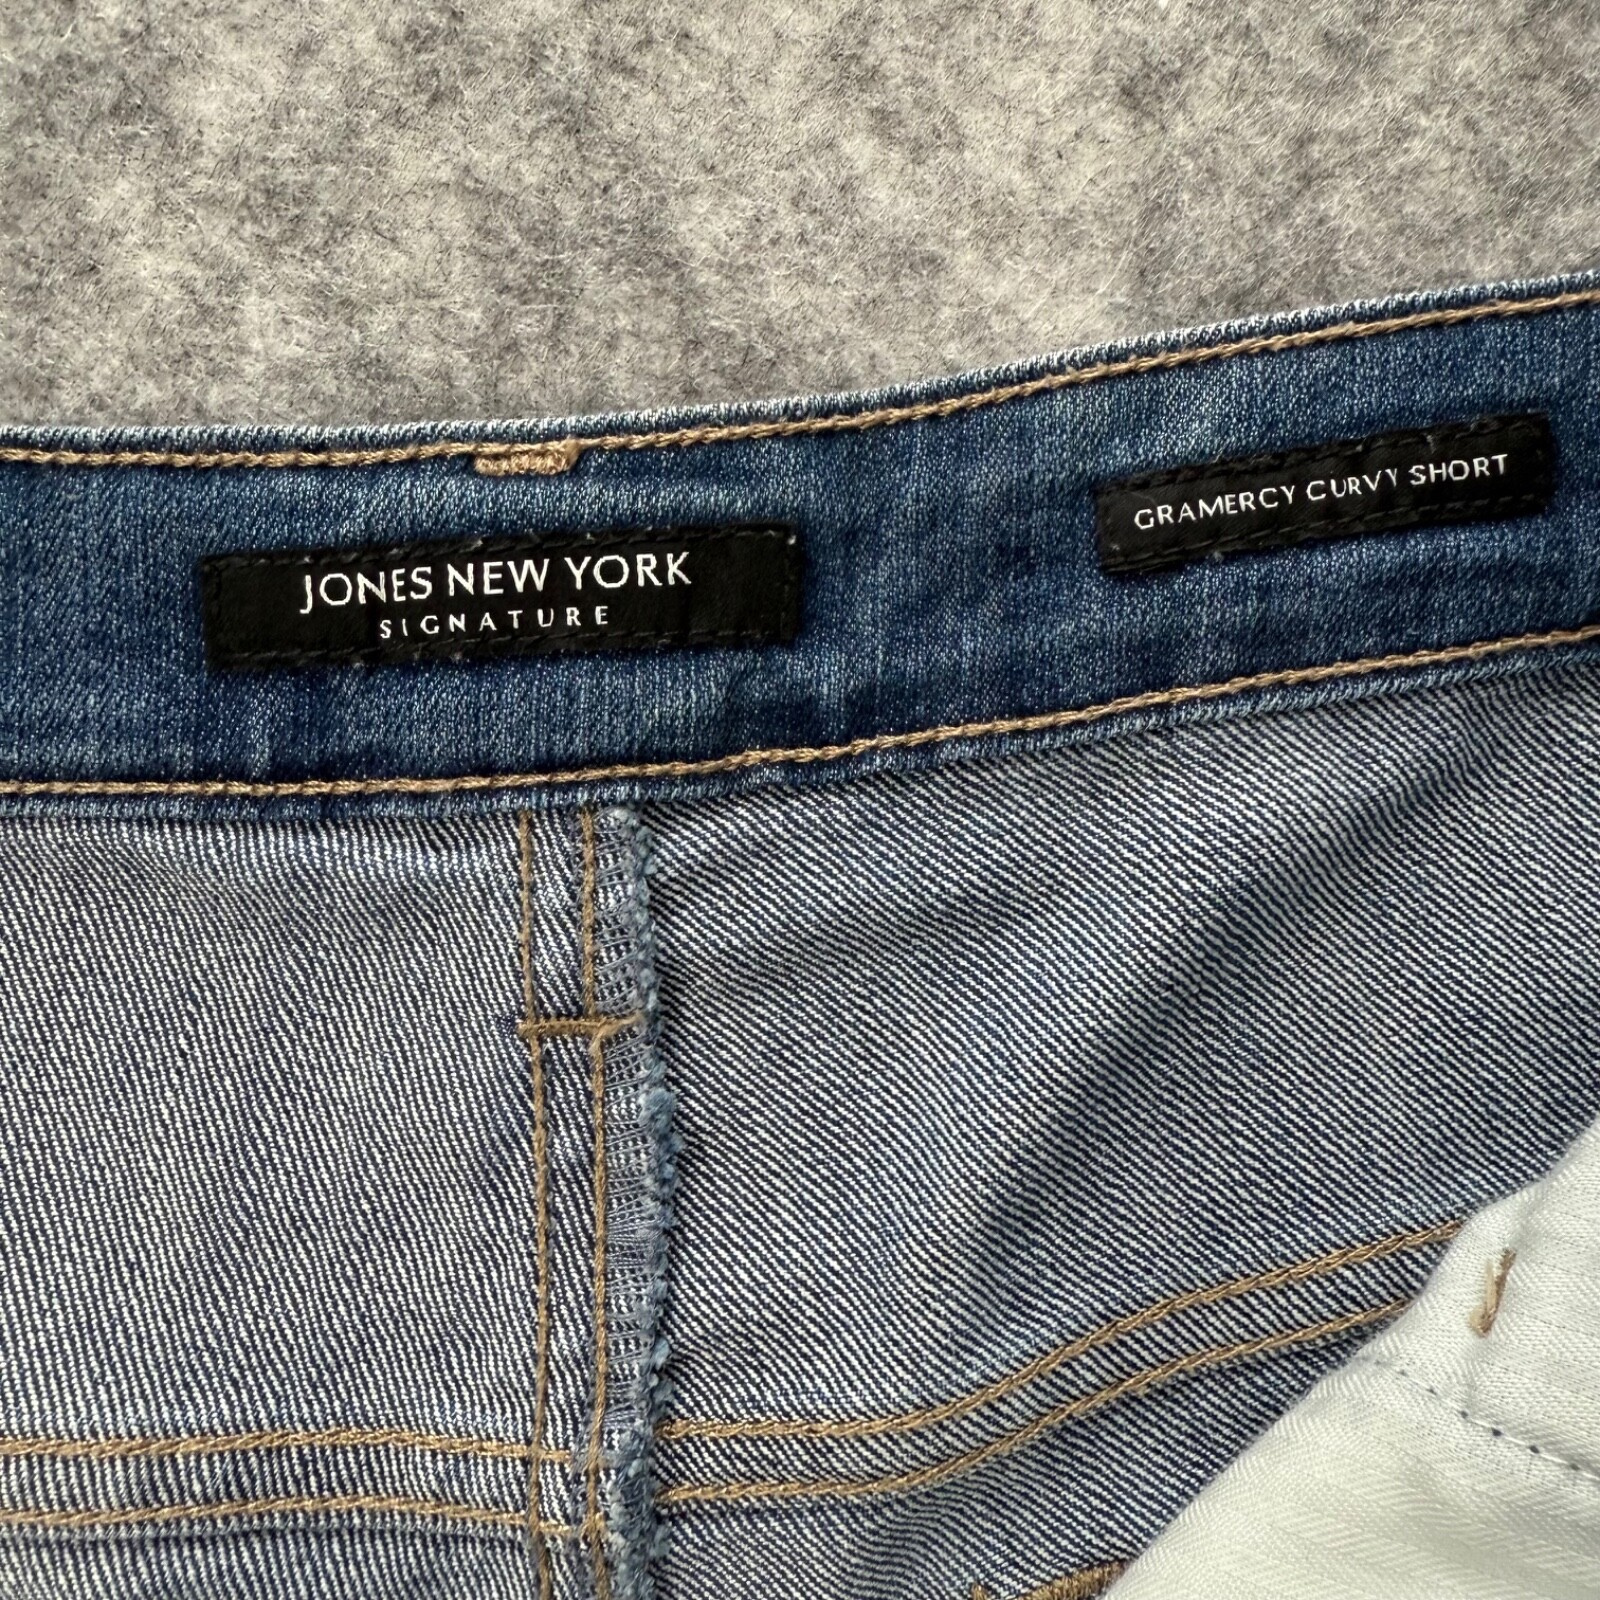 JONES NEW YORK
SIGNATURE
GRAMERCY CURVY SHORT